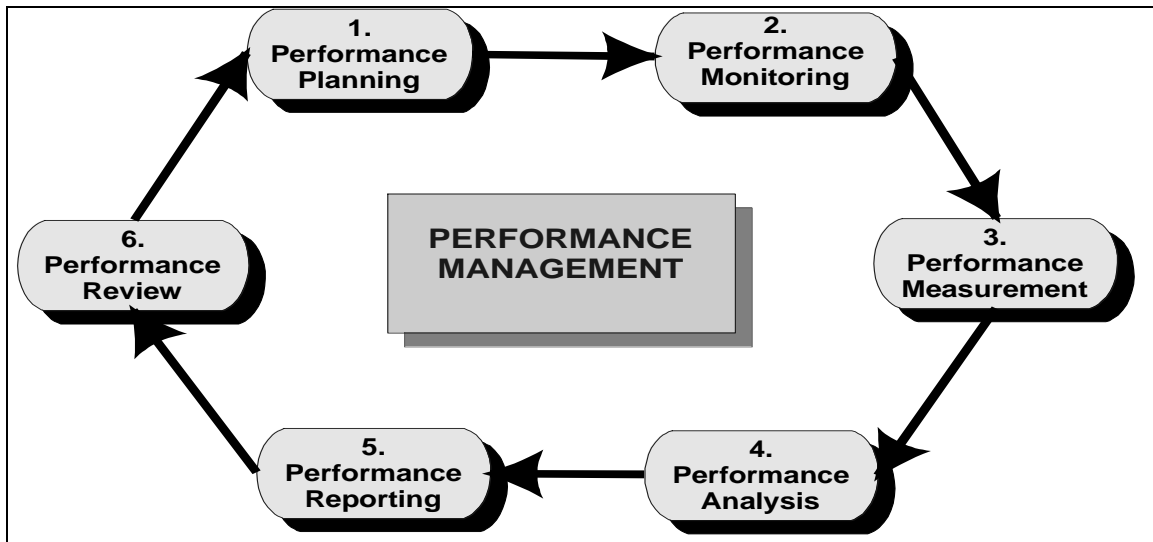 1.
Performance
Planning
2.
Performance
Monitoring
3.
Performance
Measurement
4.
Performance
Analysis
5.
Performance
Reporting
6.
Performance
Review
PERFORMANCE
MANAGEMENT